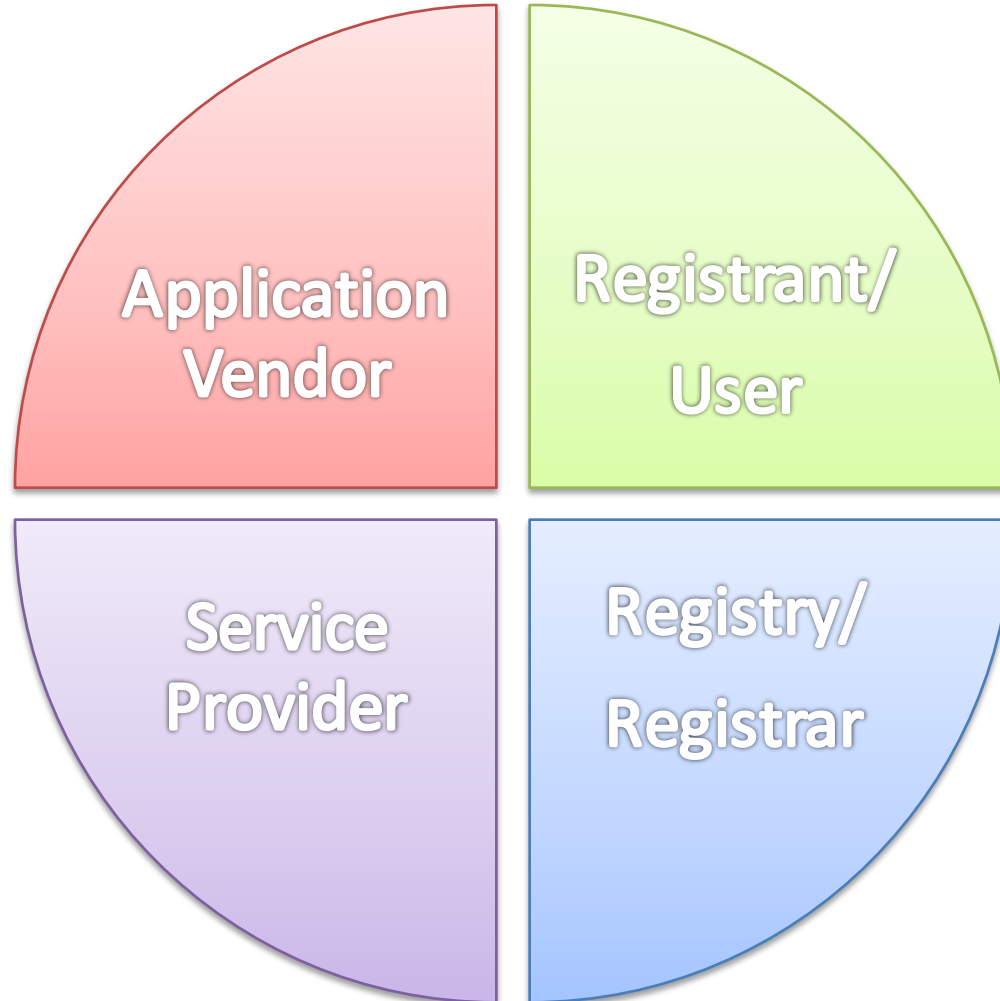 Application
Vendor
Registrant/
User
Service
Provider
Registry/
Registrar